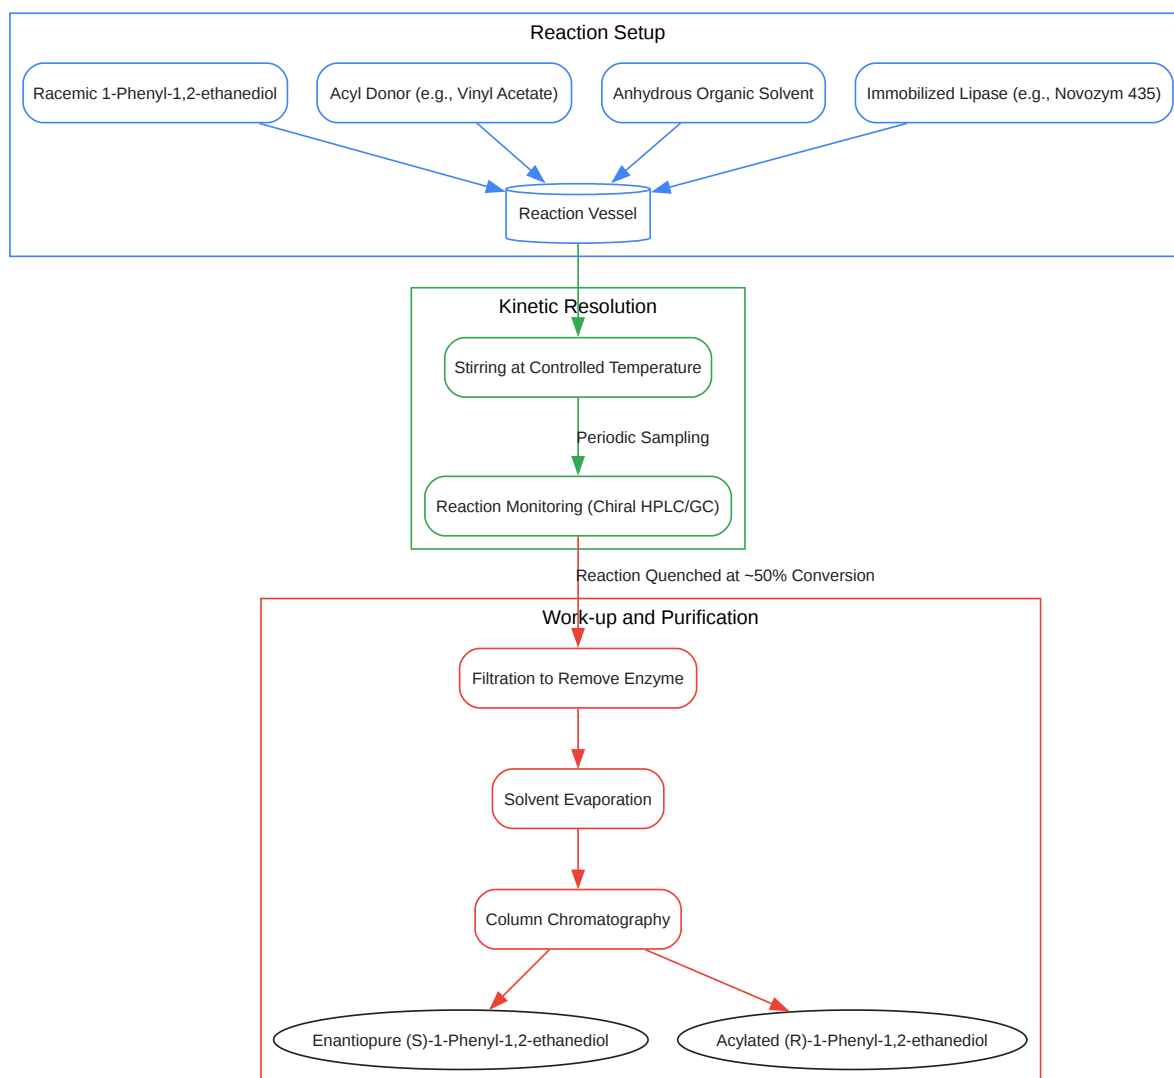 Reaction Setup
Racemic 1-Phenyl-1,2-ethanediol
Acyl Donor (e.g., Vinyl Acetate)
Anhydrous Organic Solvent
Immobilized Lipase (e.g., Novozym 435)
Reaction Vessel
Kinetic Resolution
Stirring at Controlled Temperature
Periodic Sampling
Reaction Monitoring (Chiral HPLC/GC)
Reaction Quenched at ~50% Conversion
Work-up and Purification
Filtration to Remove Enzyme
Solvent Evaporation
Column Chromatography
Enantiopure (S)-1-Phenyl-1,2-ethanediol
Acylated (R)-1-Phenyl-1,2-ethanediol